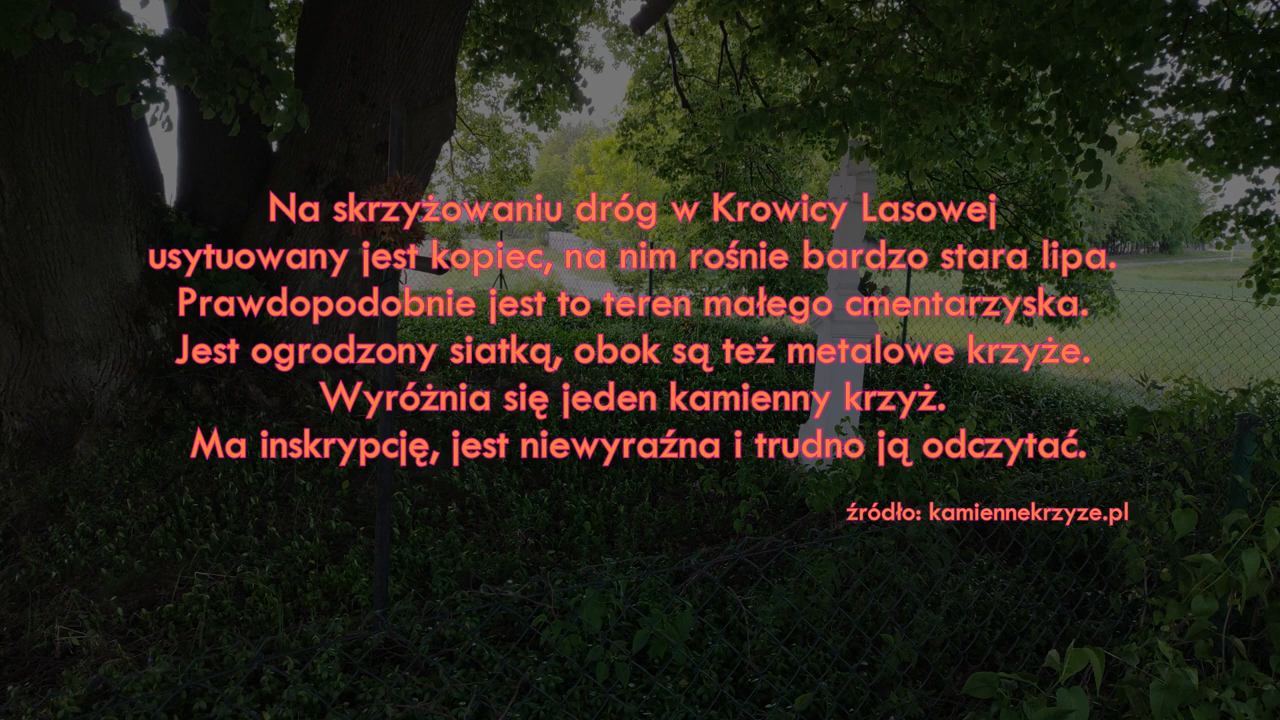 Na skrzyżowaniu dróg w Krowicy Lasowej
usytuowany jest kopiec, na nim rośnie bardzo stara lipa.
Prawdopodobnie jest to teren małego cmentarzyska.
Jest ogrodzony siatką, obok są też metalowe krzyże.
Wyróżnia się jeden kamienny krzyż.
Ma inskrypcję, jest niewyraźna i trudno ją odczytać.
źródło: kamiennekrzyze.pl